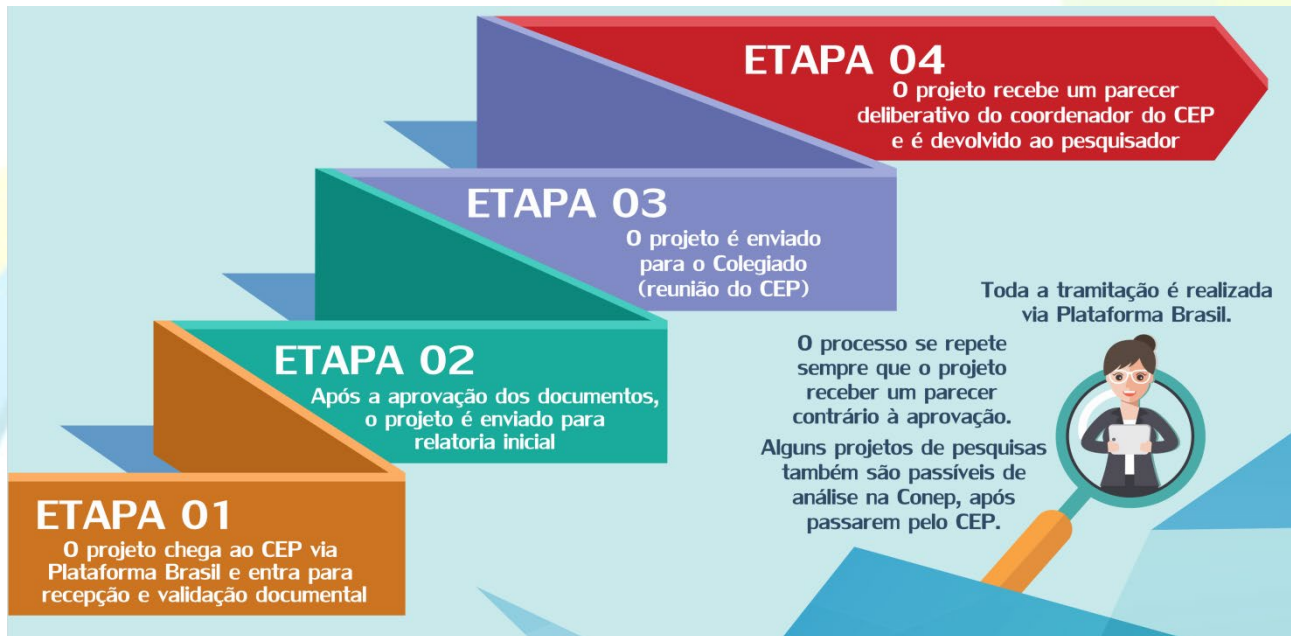 ETAPA 04
O projeto recebe um parecer
deliberativo do coordenador do CEP
e é devolvido ao pesquisador
ETAPA 03
O projeto é enviado
para o Colegiado
(reunião do CEP)
ETAPA 02
Após a aprovação dos documentos,
o projeto é enviado para
relatoria inicial
ETAPA 01
O projeto chega ao CEP via
Plataforma Brasil e entra para
recepção e validação documental
Toda a tramitação é realizada
via Plataforma Brasil.
O processo se repete
sempre que o projeto
receber um parecer
contrário à aprovação.
Alguns projetos de pesquisas
também são passíveis de
análise na Conep, após
passarem pelo CEP.